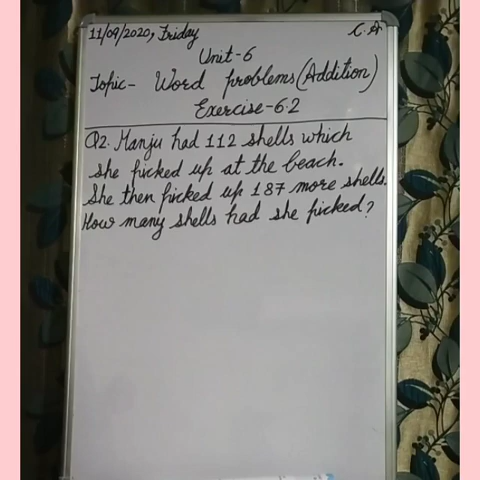 11/09/2020, Friday C.A
Unit-6
Topic- Word problems (Addition)
Exercise-6.2
Q2. Manju had 112 shells which
she picked up at the beach.
She then picked up 187 more shells.
How many shells had she picked?